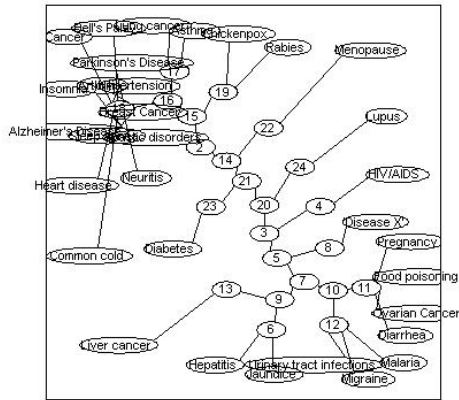 Bell's Palsy
Lung cancer
Cancer
Asthma
Chickenpox
Rabies
Menopause
Parkinson's Disease
17
Insomnia
Hypertension
19
16
Breast Cancer
15
Lupus
22
Alzheimer's Disease
Sleep disorders
2
14
24
HIV/AIDS
Heart disease
Neuritis
21
23
20
4
3
Disease X'
Common cold
Diabetes
8
Pregnancy
5
7
Food poisoning
13
10
11
9
Ovarian Cancer
6
12
Diarrhea
Liver cancer
Hepatitis
Urinary tract infections
Malaria
Jaundice
Migraine